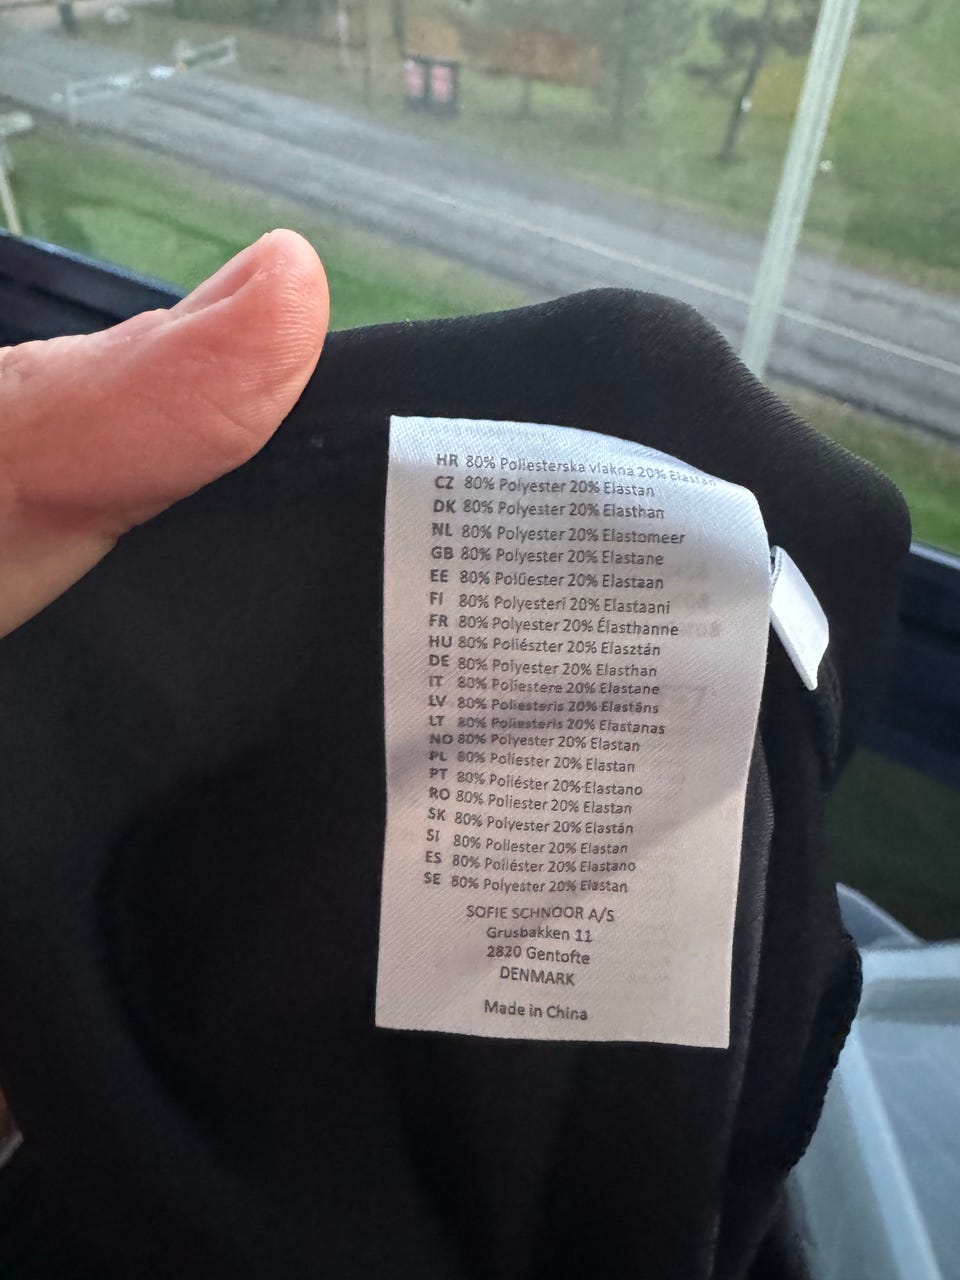 HR 80% Poliesterska vlakna 20% Elastan
CZ 80% Polyester 20% Elastan
DK 80% Polyester 20% Elasthan
NL 80% Polyester 20% Elastomeer
GB 80% Polyester 20% Elastane
EE 80% Polüester 20% Elastaan
FI 80% Polyesteri 20% Elastaani
FR 80% Polyester 20% Élasthanne
HU 80% Poliészter 20% Elasztán
DE 80% Polyester 20% Elasthan
IT 80% Poliestere 20% Elastane
LV 80% Poliesteris 20% Elastāns
LT 80% Poliesteris 20% Elastanas
NO 80% Polyester 20% Elastan
PL 80% Poliester 20% Elastan
PT 80% Poliéster 20% Elastano
RO 80% Poliester 20% Elastan
SK 80% Polyester 20% Elastán
SI 80% Poliester 20% Elastan
ES 80% Poliéster 20% Elastano
SE 80% Polyester 20% Elastan
SOFIE SCHNOOR A/S
Grusbakken 11
2820 Gentofte
DENMARK
Made in China